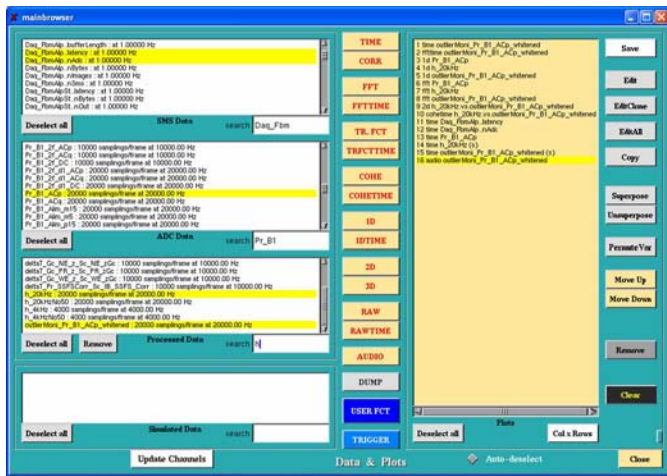 mainbrowser
Daq_FbmAlp.bufferLength : at 1.00000 Hz
Daq_FbmAlp.latency : at 1.00000 Hz
Daq_FbmAlp.nAdc : at 1.00000 Hz
Daq_FbmAlp.nBytes : at 1.00000 Hz
Daq_FbmAlp.nImages : at 1.00000 Hz
Daq_FbmAlp.nSms : at 1.00000 Hz
Daq_FbmAlpSt.latency : at 1.00000 Hz
Daq_FbmAlpSt.nBytes : at 1.00000 Hz
Daq_FbmAlpSt.nOut : at 1.00000 Hz
Deselect all
SMS Data
search Daq_Fbm
Pr_B1_2f_ACp : 10000 samplings/frame at 10000.00 Hz
Pr_B1_2f_ACq : 10000 samplings/frame at 10000.00 Hz
Pr_B1_2f_DC : 10000 samplings/frame at 10000.00 Hz
Pr_B1_2f_d1_ACp : 20000 samplings/frame at 20000.00 Hz
Pr_B1_2f_d1_ACq : 20000 samplings/frame at 20000.00 Hz
Pr_B1_2f_d1_DC : 20000 samplings/frame at 20000.00 Hz
Pr_B1_ACp : 20000 samplings/frame at 20000.00 Hz
Pr_B1_ACq : 20000 samplings/frame at 20000.00 Hz
Pr_B1_Alim_m15 : 20000 samplings/frame at 20000.00 Hz
Pr_B1_Alim_m5 : 20000 samplings/frame at 20000.00 Hz
Pr_B1_Alim_p15 : 20000 samplings/frame at 20000.00 Hz
Deselect all
ADC Data
search Pr_B1
deltaT_Gc_NE_z_Sc_NE_zGc : 10000 samplings/frame at 10000.00 Hz
deltaT_Gc_PR_z_Sc_PR_zGc : 10000 samplings/frame at 10000.00 Hz
deltaT_Gc_WE_z_Sc_WE_zGc : 10000 samplings/frame at 10000.00 Hz
deltaT_Pr_SSFSCorr_Sc_IB_SSFS_Corr : 10000 samplings/frame at 10000.00 Hz
h_20kHz : 20000 samplings/frame at 20000.00 Hz
h_20kHzNo50 : 20000 samplings/frame at 20000.00 Hz
h_4kHz : 4000 samplings/frame at 4000.00 Hz
h_4kHzNo50 : 4000 samplings/frame at 4000.00 Hz
outlierMoni_Pr_B1_ACp_whitened : 20000 samplings/frame at 20000.00 Hz
Deselect all
Remove
Processed Data
search h
Deselect all
Simulated Data
search
Update Channels
TIME
CORR
FFT
FFTTIME
TR. FCT
TRFCTTIME
COHE
COHETIME
1D
1DTIME
2D
3D
RAW
RAWTIME
AUDIO
DUMP
USER FCT
TRIGGER
Data & Plots
1 time outlierMoni_Pr_B1_ACp_whitened
2 ffttime outlierMoni_Pr_B1_ACp_whitened
3 1d Pr_B1_ACp
4 1d h_20kHz
5 1d outlierMoni_Pr_B1_ACp_whitened
6 fft Pr_B1_ACp
7 fft h_20kHz
8 fft outlierMoni_Pr_B1_ACp_whitened
9 2d h_20kHz.vs.outlierMoni_Pr_B1_ACp_whitened
10 cohetime h_20kHz.vs.outlierMoni_Pr_B1_ACp_whitened
11 time Daq_FbmAlp.latency
12 time Daq_FbmAlp.nAdc
13 time Pr_B1_ACp
14 time h_20kHz (s)
15 time outlierMoni_Pr_B1_ACp_whitened (s)
16 audio outlierMoni_Pr_B1_ACp_whitened
Plots
Deselect all
Col x Rows
Auto-deselect
Save
Edit
EditClone
EditAll
Copy
Superpose
Unsuperpose
PermuteVar
Move Up
Move Down
Remove
Clear
Close